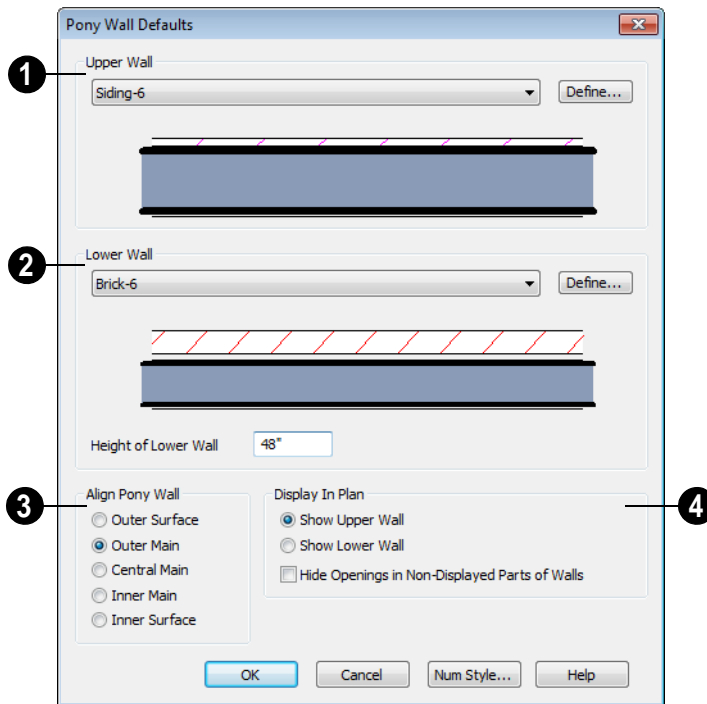 Pony Wall Defaults
1
Upper Wall
Siding-6
Define...
2
Lower Wall
Brick-6
Define...
Height of Lower Wall 48"
3
Align Pony Wall
Outer Surface
Outer Main
Central Main
Inner Main
Inner Surface
Display In Plan
4
Show Upper Wall
Show Lower Wall
Hide Openings in Non-Displayed Parts of Walls
OK Cancel Num Style... Help